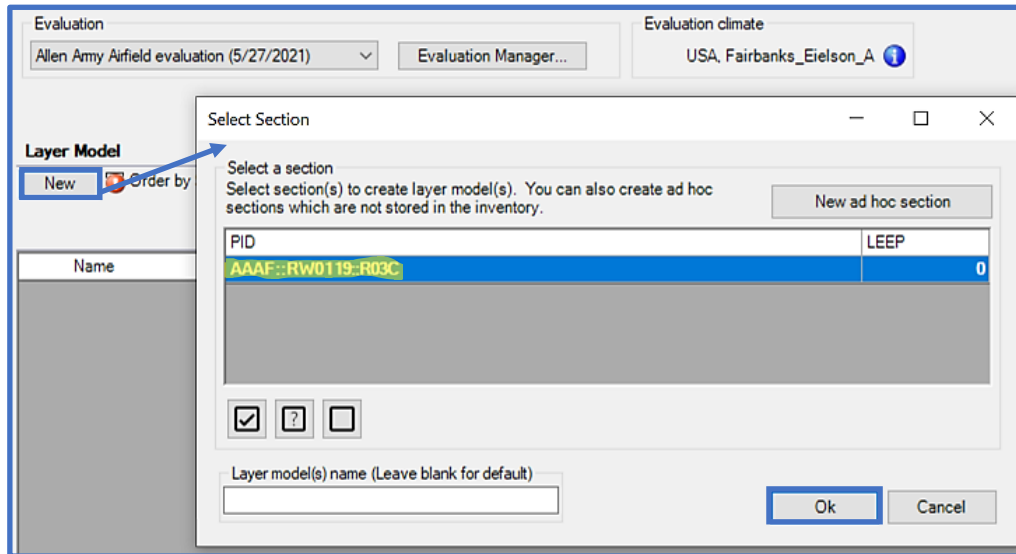 Evaluation
Evaluation climate
Allen Army Airfield evaluation (5/27/2021)
Evaluation Manager...
USA, Fairbanks_Eielson_A
Select Section
Layer Model
New
Order by
Select a section
Select section(s) to create layer model(s). You can also create ad hoc
sections which are not stored in the inventory.
New ad hoc section
PID
LEEP
Name
AAAF::RW0119::R03C
0
?
Layer model(s) name (Leave blank for default)
Ok
Cancel